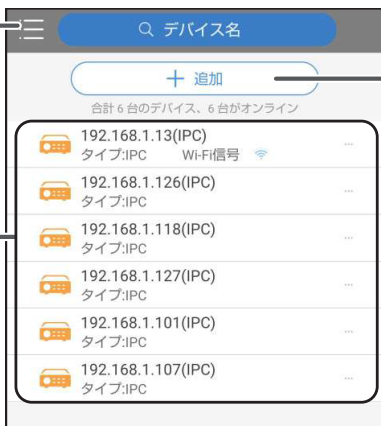 デバイス名
追加
合計 6 台のデバイス、6 台がオンライン
192.168.1.13(IPC)
タイプ:IPC Wi-Fi信号
192.168.1.126(IPC)
タイプ:IPC
192.168.1.118(IPC)
タイプ:IPC
192.168.1.127(IPC)
タイプ:IPC
192.168.1.101(IPC)
タイプ:IPC
192.168.1.107(IPC)
タイプ:IPC